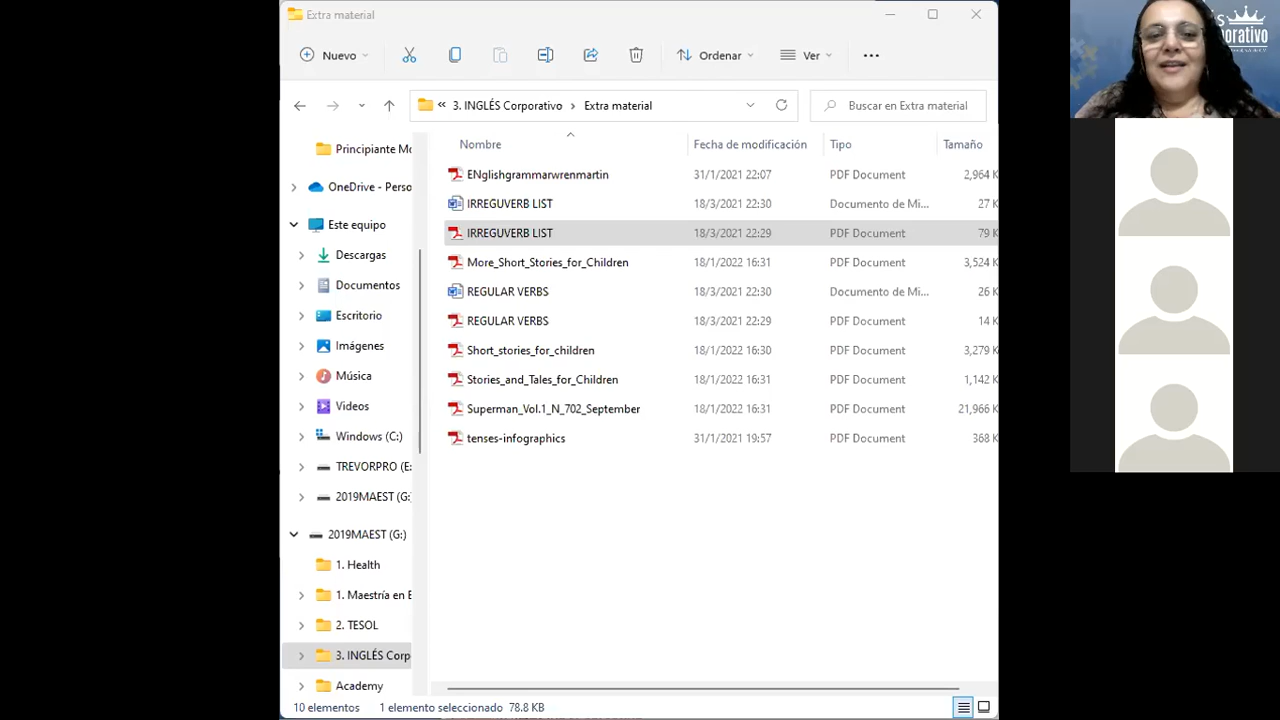 Extra material
Nuevo
Ordenar
Ver
3. INGLÉS Corporativo
Extra material
Buscar en Extra material
Nombre
Fecha de modificación
Tipo
Tamaño
ENglishgrammarwrenmartin 31/1/2021 22:07 PDF Document 2,964 K
IRREGUVERB LIST 18/3/2021 22:30 Documento de Mi... 27 K
IRREGUVERB LIST 18/3/2021 22:29 PDF Document 79 K
More_Short_Stories_for_Children 18/1/2022 16:31 PDF Document 3,524 K
REGULAR VERBS 18/3/2021 22:30 Documento de Mi... 26 K
REGULAR VERBS 18/3/2021 22:29 PDF Document 14 K
Short_stories_for_children 18/1/2022 16:30 PDF Document 3,279 K
Stories_and_Tales_for_Children 18/1/2022 16:31 PDF Document 1,142 K
Superman_Vol.1_N_702_September 18/1/2022 16:31 PDF Document 21,966 K
tenses-infographics 31/1/2021 19:57 PDF Document 368 K
Principiante Mo
OneDrive - Perso
Este equipo
Descargas
Documentos
Escritorio
Imágenes
Música
Videos
Windows (C:)
TREVORPRO (E:
2019MAEST (G:
2019MAEST (G:)
1. Health
1. Maestría en E
2. TESOL
3. INGLÉS Corp
Academy
10 elementos
1 elemento seleccionado 78.8 KB
s
orativo